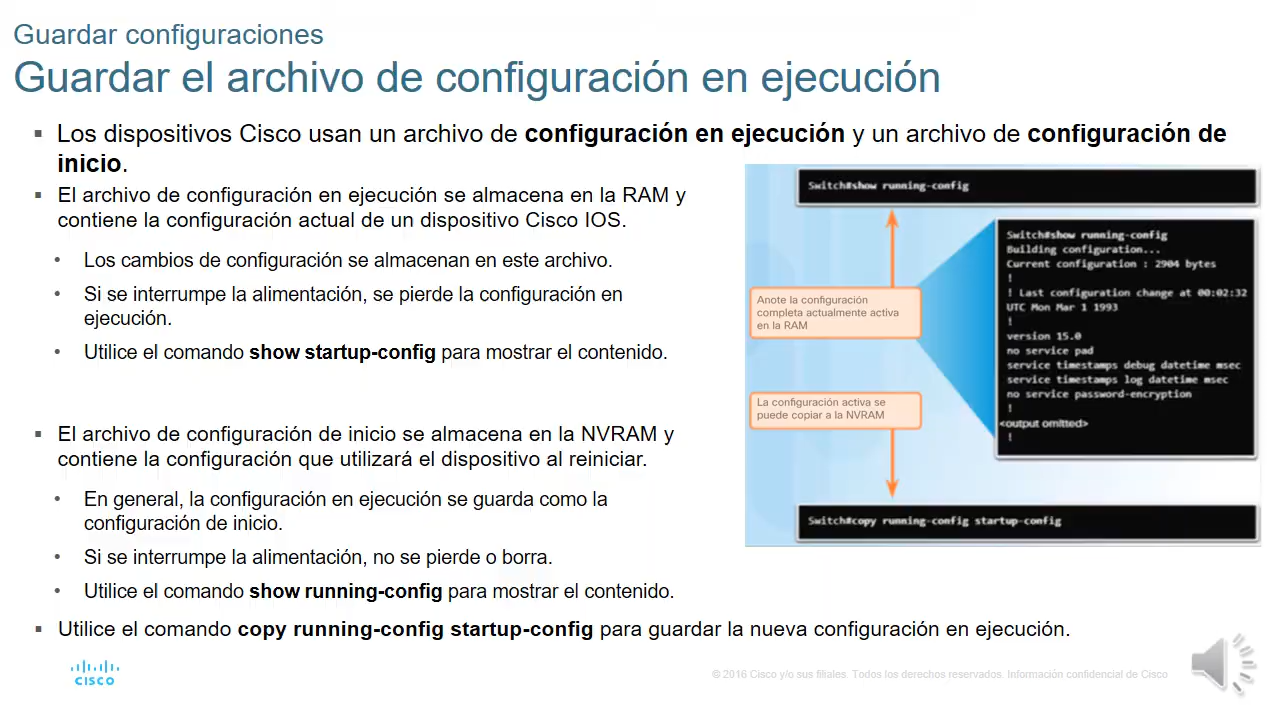 Guardar configuraciones
Guardar el archivo de configuración en ejecución
▪ Los dispositivos Cisco usan un archivo de configuración en ejecución y un archivo de configuración de
inicio.
▪ El archivo de configuración en ejecución se almacena en la RAM y
contiene la configuración actual de un dispositivo Cisco IOS.
• Los cambios de configuración se almacenan en este archivo.
• Si se interrumpe la alimentación, se pierde la configuración en
ejecución.
• Utilice el comando show startup-config para mostrar el contenido.
▪ El archivo de configuración de inicio se almacena en la NVRAM y
contiene la configuración que utilizará el dispositivo al reiniciar.
• En general, la configuración en ejecución se guarda como la
configuración de inicio.
• Si se interrumpe la alimentación, no se pierde o borra.
• Utilice el comando show running-config para mostrar el contenido.
▪ Utilice el comando copy running-config startup-config para guardar la nueva configuración en ejecución.
Switch#show running-config
Anote la configuración
completa actualmente activa
en la RAM
Switch#show running-config
Building configuration...
Current configuration : 2904 bytes
!
! Last configuration change at 00:02:32
UTC Mon Mar 1 1993
!
version 15.0
no service pad
service timestamps debug datetime msec
service timestamps log datetime msec
no service password-encryption
!
<output omitted>
!
La configuración activa se
puede copiar a la NVRAM
Switch#copy running-config startup-config
CISCO
© 2016 Cisco y/o sus filiales. Todos los derechos reservados. Información confidencial de Cisco